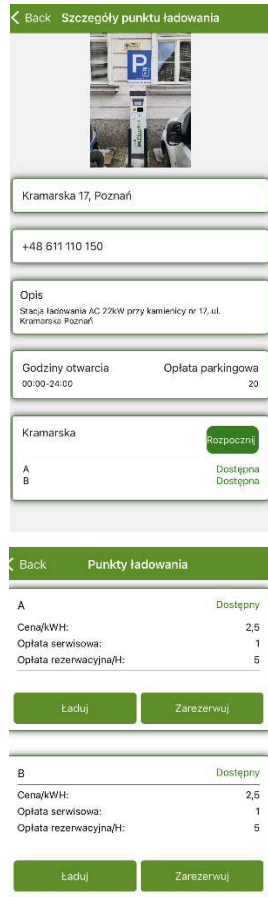 Back Szczegóły punktu ładowania
P
Kramarska 17, Poznań
+48 611 110 150
Opis
Stacja ładowania AC 22kW przy kamienicy nr 17, ul.
Kramarska Poznań
Godziny otwarcia Opłata parkingowa
00:00-24:00 20
Kramarska Rozpocznij
A Dostępna
B Dostępna
Back Punkty ładowania
A Dostępny
Cena/kWH: 2,5
Opłata serwisowa: 1
Opłata rezerwacyjna/H: 5
Ładuj Zarezerwuj
B Dostępny
Cena/kWH: 2,5
Opłata serwisowa: 1
Opłata rezerwacyjna/H: 5
Ładuj Zarezerwuj